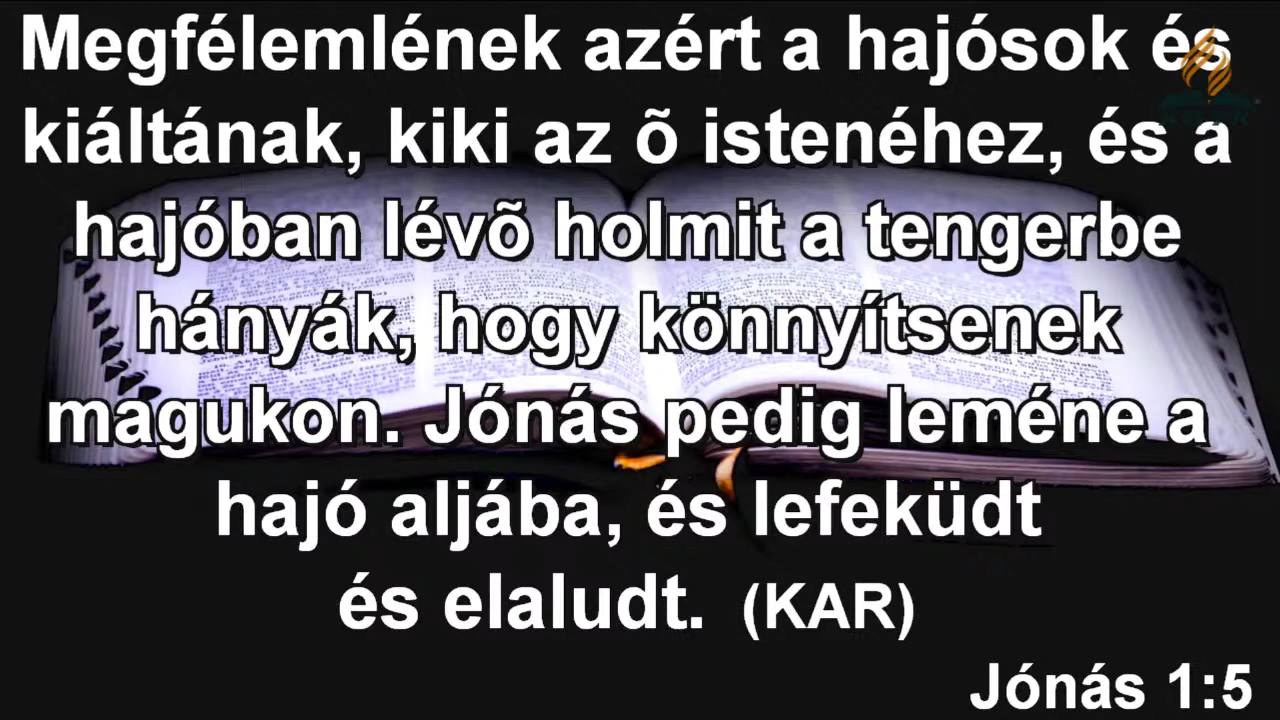 Megfélemlének azért a hajósok és
kiáltának, kiki az õ istenéhez, és a
hajóban lévõ holmit a tengerbe
hányák, hogy könnyítsenek
magukon. Jónás pedig leméne a
hajó aljába, és lefeküdt
és elaludt. (KAR)
Jónás 1:5